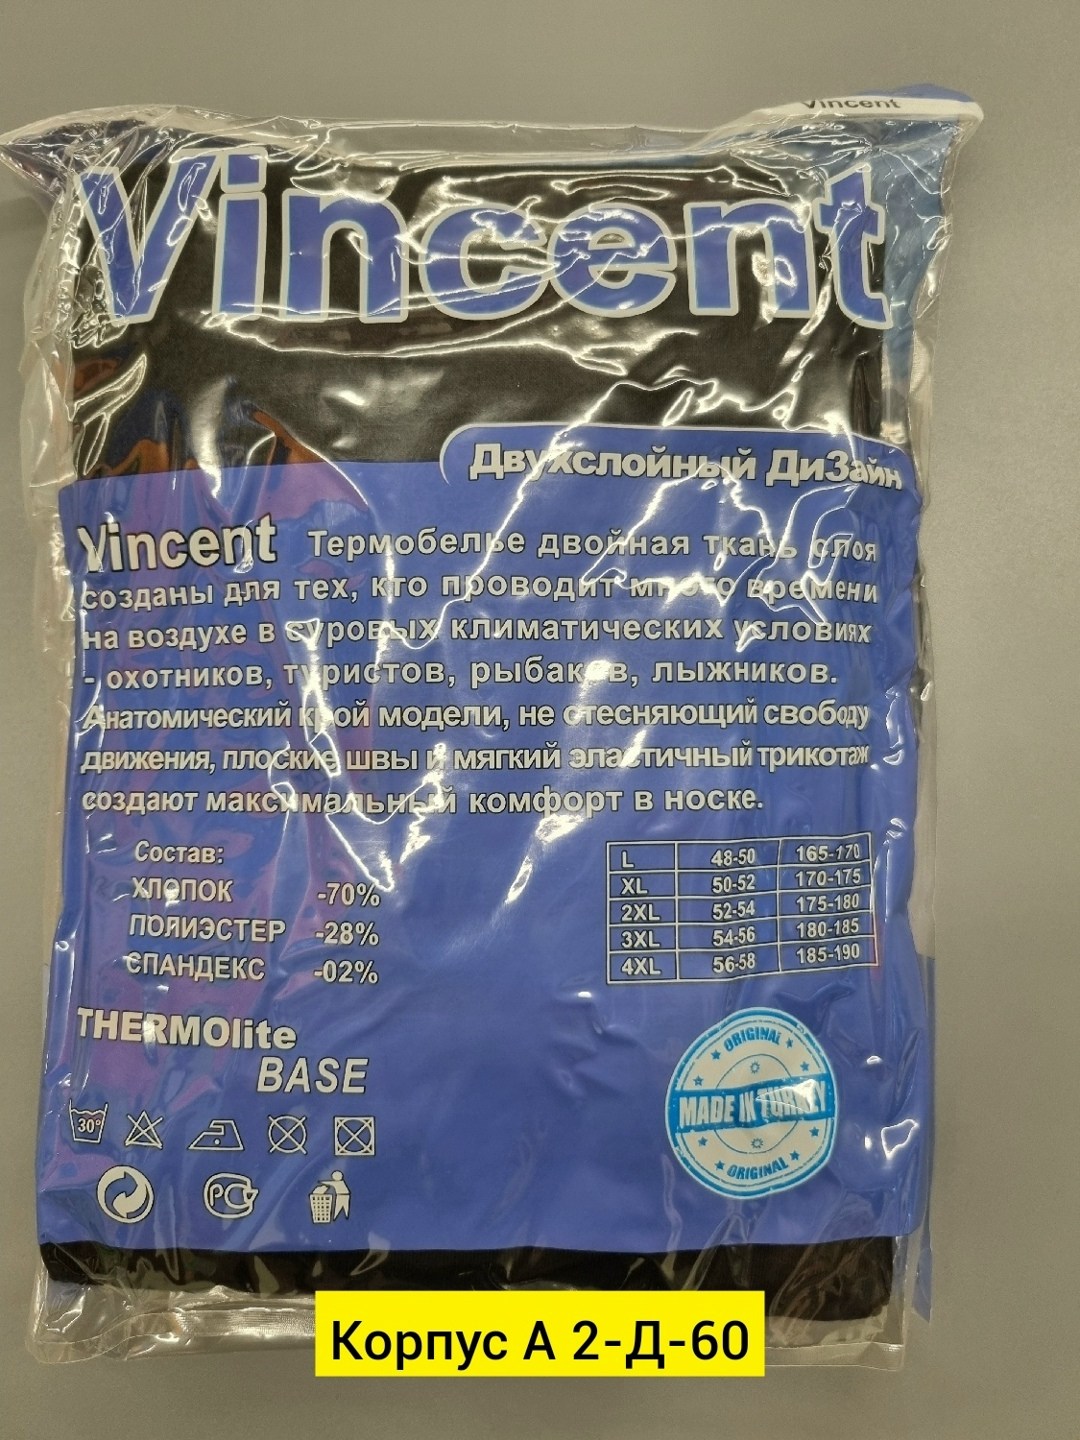 Vincent
Vincent
Двухслойный ДиЗайн
Vincent Термобелье двойная ткань слоя
созданы для тех, кто проводит много времени
на воздухе в суровых климатических условиях
- охотников, туристов, рыбаков, лыжников.
Анатомический крой модели, не стесняющий свободу
движения, плоские швы и мягкий эластичный трикотаж
создают максимальный комфорт в носке.
Состав:
ХЛОПОК -70%
ПОЛИЭСТЕР -28%
СПАНДЕКС -02%
L 48-50 165-170
XL 50-52 170-175
2XL 52-54 175-180
3XL 54-56 180-185
4XL 56-58 185-190
THERMOlite
BASE
30°
РС
ORIGINAL
MADE IN TURKEY
ORIGINAL
Корпус А 2-Д-60